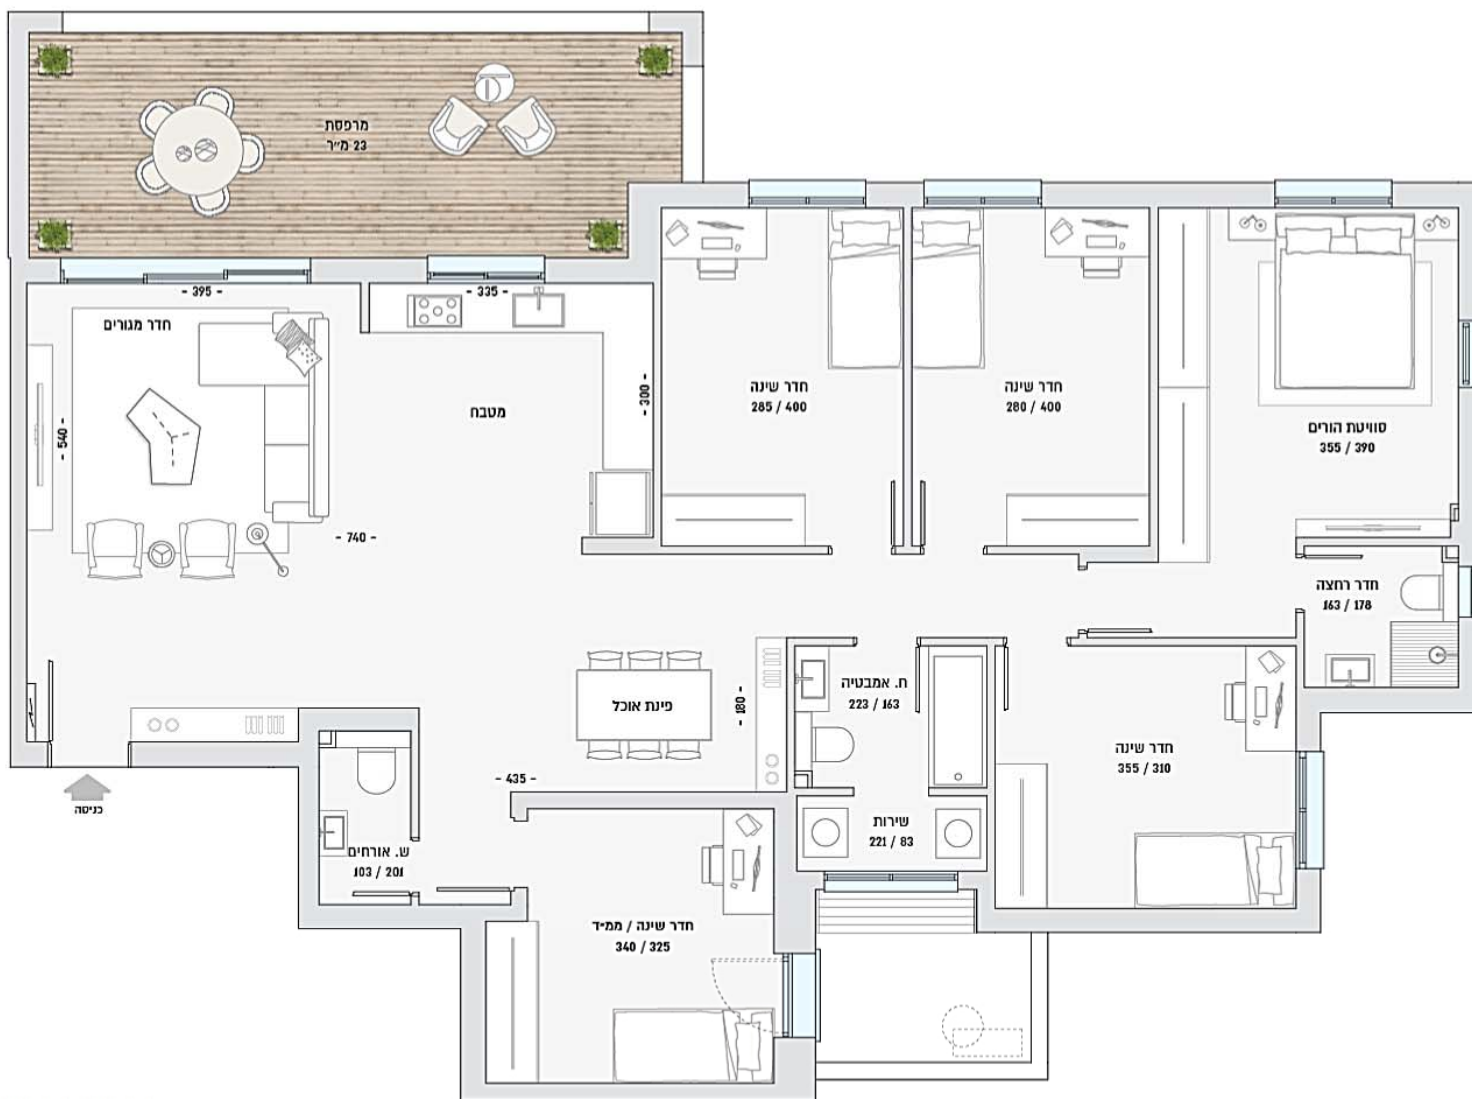 מרפסת
23 מ״ר
- 395 -
- 335 -
חדר מגורים
- 540 -
מטבח
- 300 -
- 740 -
חדר שינה
285 / 400
חדר שינה
280 / 400
סוויטת הורים
355 / 390
חדר רחצה
163 / 178
ח. אמבטיה
223 / 163
פינת אוכל
- 180 -
- 435 -
חדר שינה
355 / 310
שירות
221 / 83
כניסה
ש. אורחים
103 / 201
חדר שינה / ממ״ד
340 / 325